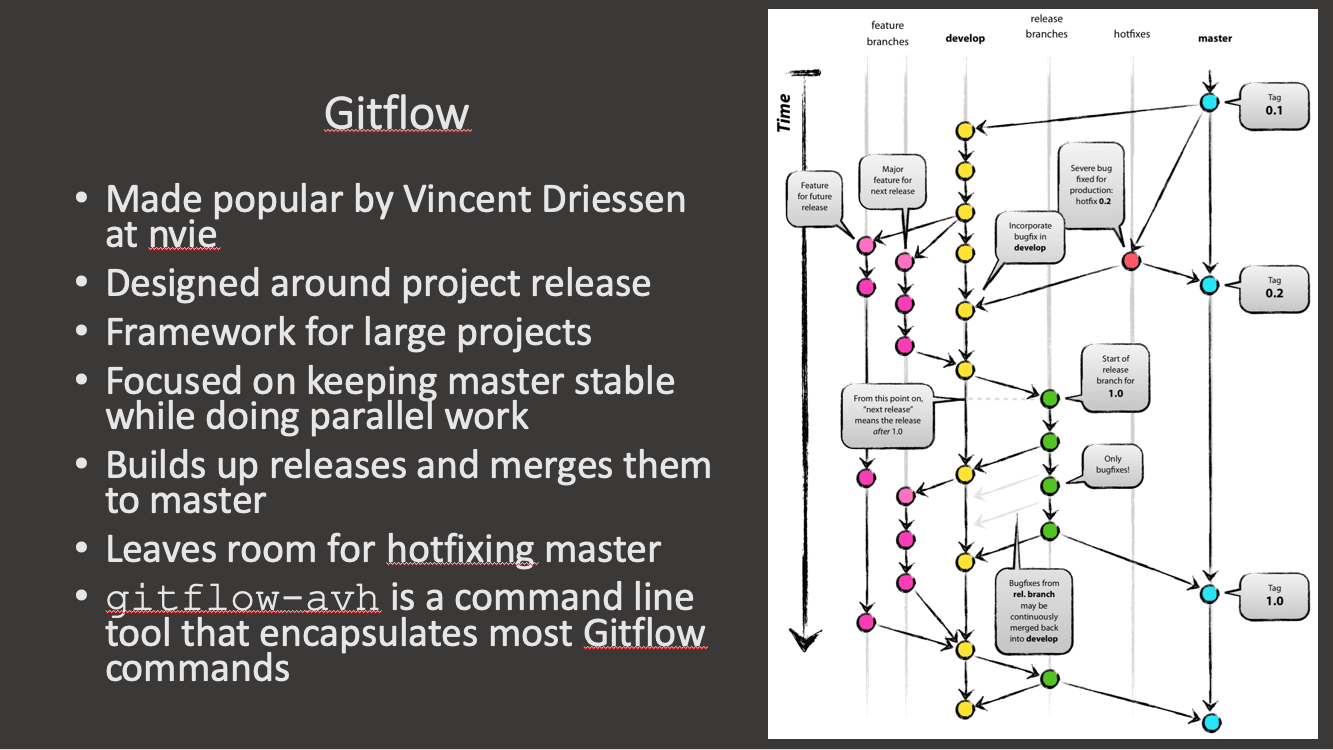 Gitflow
• Made popular by Vincent Driessen
at nvie
• Designed around project release
• Framework for large projects
• Focused on keeping master stable
while doing parallel work
• Builds up releases and merges them
to master
• Leaves room for hotfixing master
• gitflow-avh is a command line
tool that encapsulates most Gitflow
commands
feature
branches
develop
release
branches
hotfixes
master
Time
Tag
0.1
Major
feature for
next release
Feature
for future
release
Severe bug
fixed for
production:
hotfix 0.2
Incorporate
bugfix in
develop
Tag
0.2
Start of
release
branch for
1.0
From this point on,
“next release”
means the release
after 1.0
Only
bugfixes!
Bugfixes from
rel. branch
may be
continuously
merged back
into develop
Tag
1.0